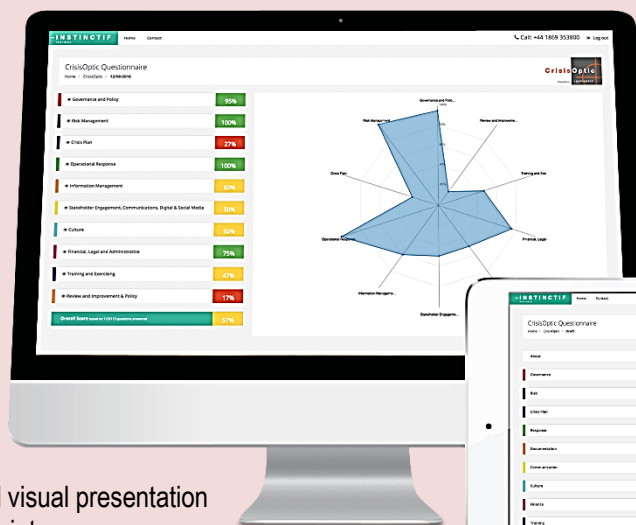 INSTINCTIF
Home Contact
Call: +44 1869 353800 Log out
CrisisOptic Questionnaire
Home / CrisisOptic / 12/09/2016
CrisisOptic
Governance and Policy 95%
Risk Management 100%
Crisis Plan 27%
Operational Response 100%
Information Management 60%
Stakeholder Engagement, Communications, Digital & Social Media 50%
Culture 50%
Financial, Legal and Administrative 75%
Training and Exercising 47%
Review and Improvement & Policy 17%
Overall Score 57%
Governance and Polic...
Risk Management
Review and Improveme...
Crisis Plan
Training and Exe
Operational Response
Financial, Legal
Information Manageme...
Stakeholder Engageme...
INSTINCTIF
Home Contact
CrisisOptic Questionnaire
Home / CrisisOptic / Draft
About
Governance
Risk
Crisis Plan
Response
Documentation
Communication
Culture
Finance
Training
visual presentation